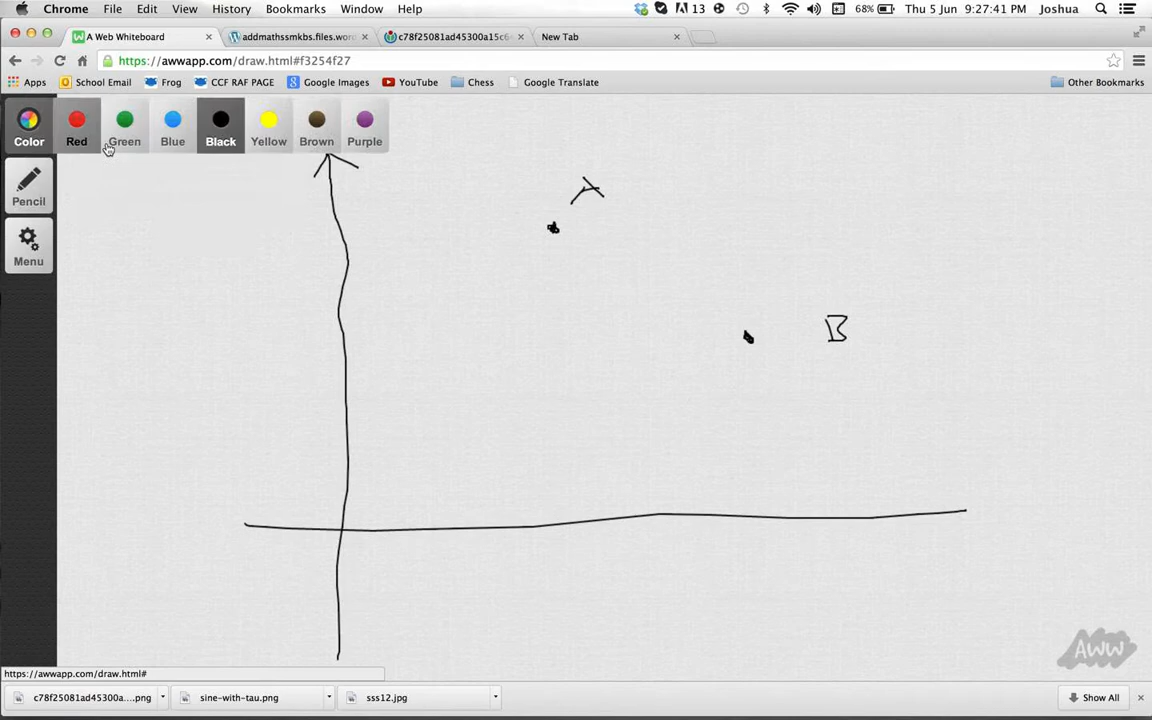 Chrome File Edit View History Bookmarks Window Help 13 68% Thu 5 Jun 9:27:41 PM Joshua
A Web Whiteboard × addmathssmkbs.files.wor × c78f25081ad45300a15c6 × New Tab ×
https://awwapp.com/draw.html#f3254f27
Apps School Email Frog CCF RAF PAGE Google Images YouTube Chess Google Translate Other Bookmarks
Color Red Green Blue Black Yellow Brown Purple
Pencil
Menu
A
B
AWW
https://awwapp.com/draw.html#
c78f25081ad45300a....png sine-with-tau.png sss12.jpg Show All ×